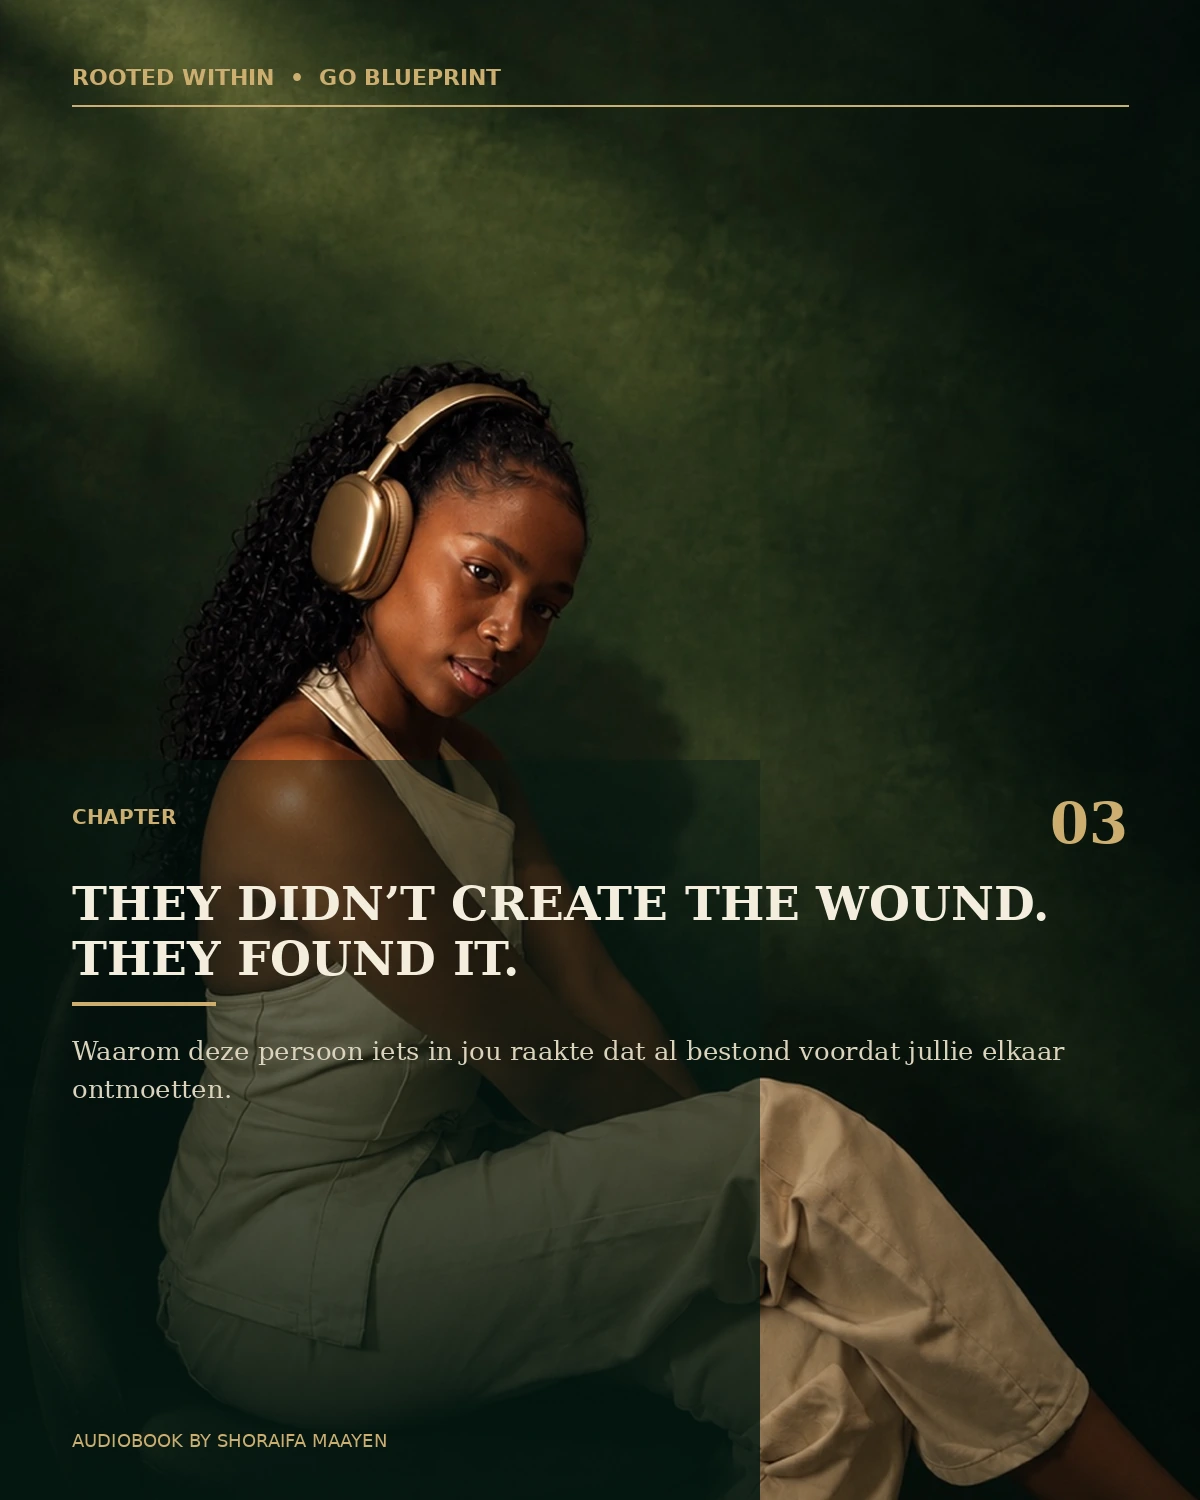 ROOTED WITHIN • GO BLUEPRINT
CHAPTER
03
THEY DIDN’T CREATE THE WOUND.
THEY FOUND IT.
Waarom deze persoon iets in jou raakte dat al bestond voordat jullie elkaar
ontmoetten.
AUDIOBOOK BY SHORAIFA MAAYEN